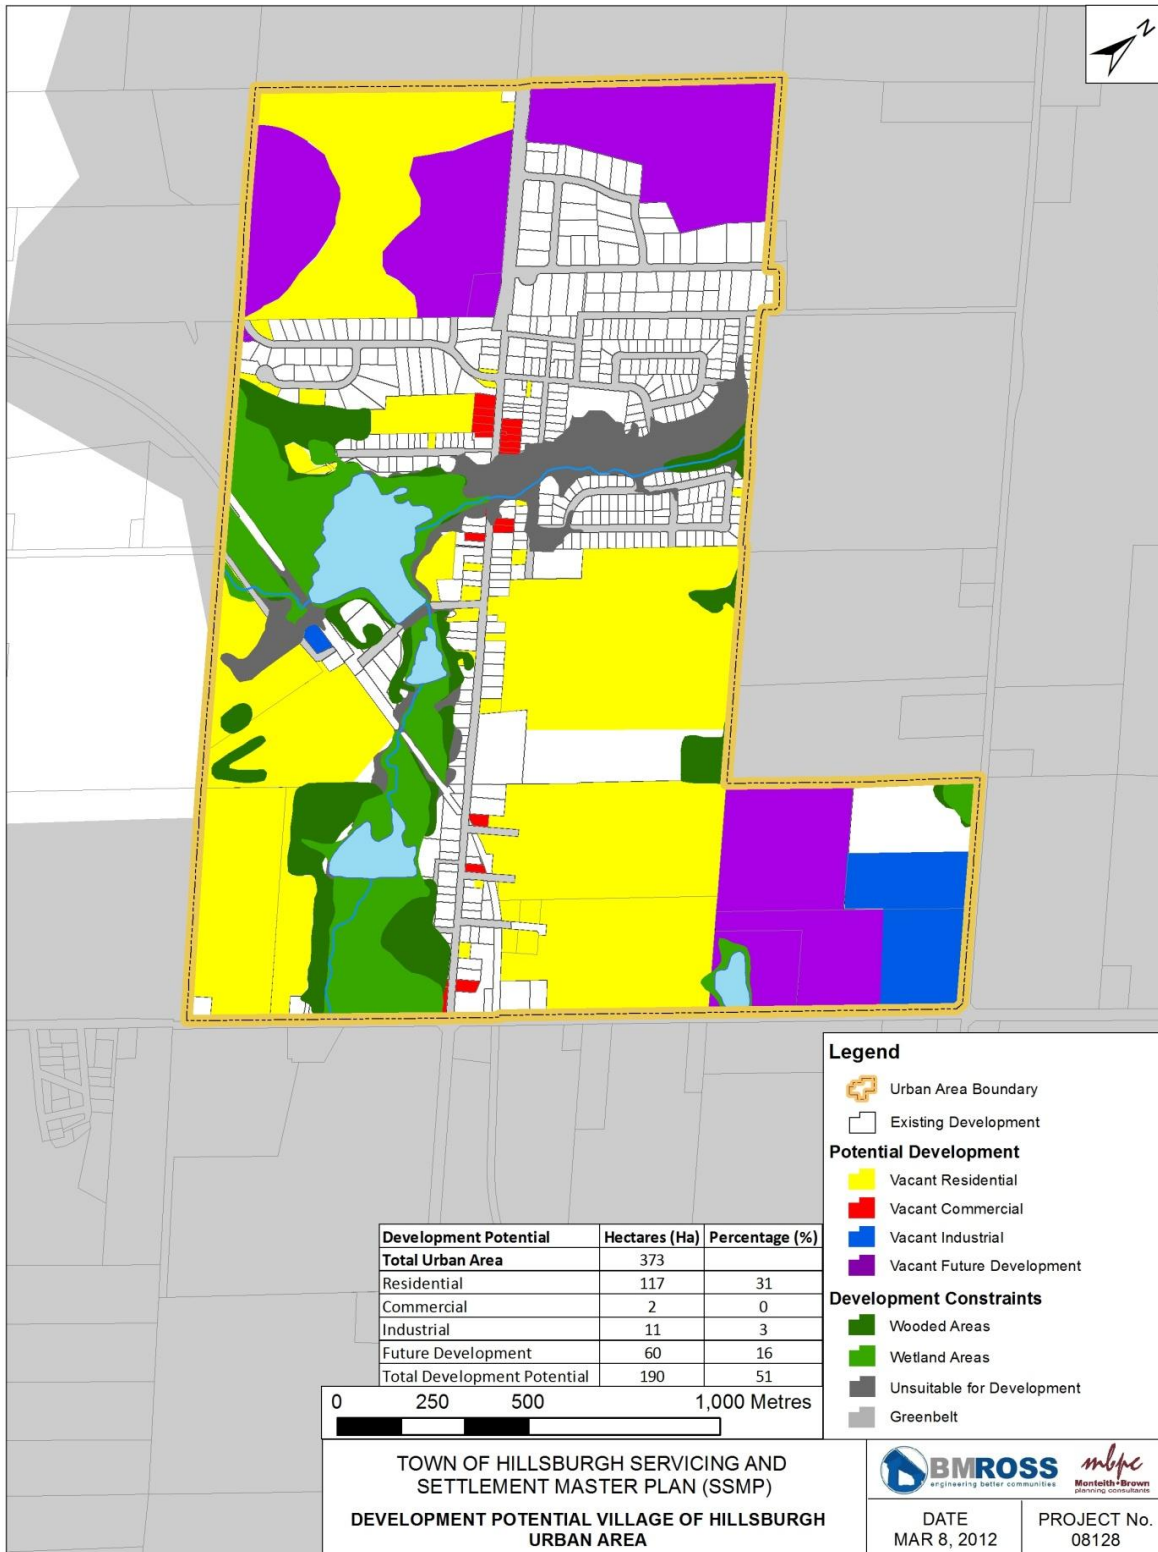 N
Legend
Urban Area Boundary
Existing Development
Potential Development
Vacant Residential
Vacant Commercial
Vacant Industrial
Vacant Future Development
Development Constraints
Wooded Areas
Wetland Areas
Unsuitable for Development
Greenbelt
Development Potential Hectares (Ha) Percentage (%)
Total Urban Area 373
Residential 117 31
Commercial 2 0
Industrial 11 3
Future Development 60 16
Total Development Potential 190 51
0 250 500 1,000 Metres
TOWN OF HILLSBURGH SERVICING AND
SETTLEMENT MASTER PLAN (SSMP)
DEVELOPMENT POTENTIAL VILLAGE OF HILLSBURGH
URBAN AREA
BMROSS
engineering better communities
mbpc
Monteith•Brown
planning consultants
DATE
MAR 8, 2012
PROJECT No.
08128